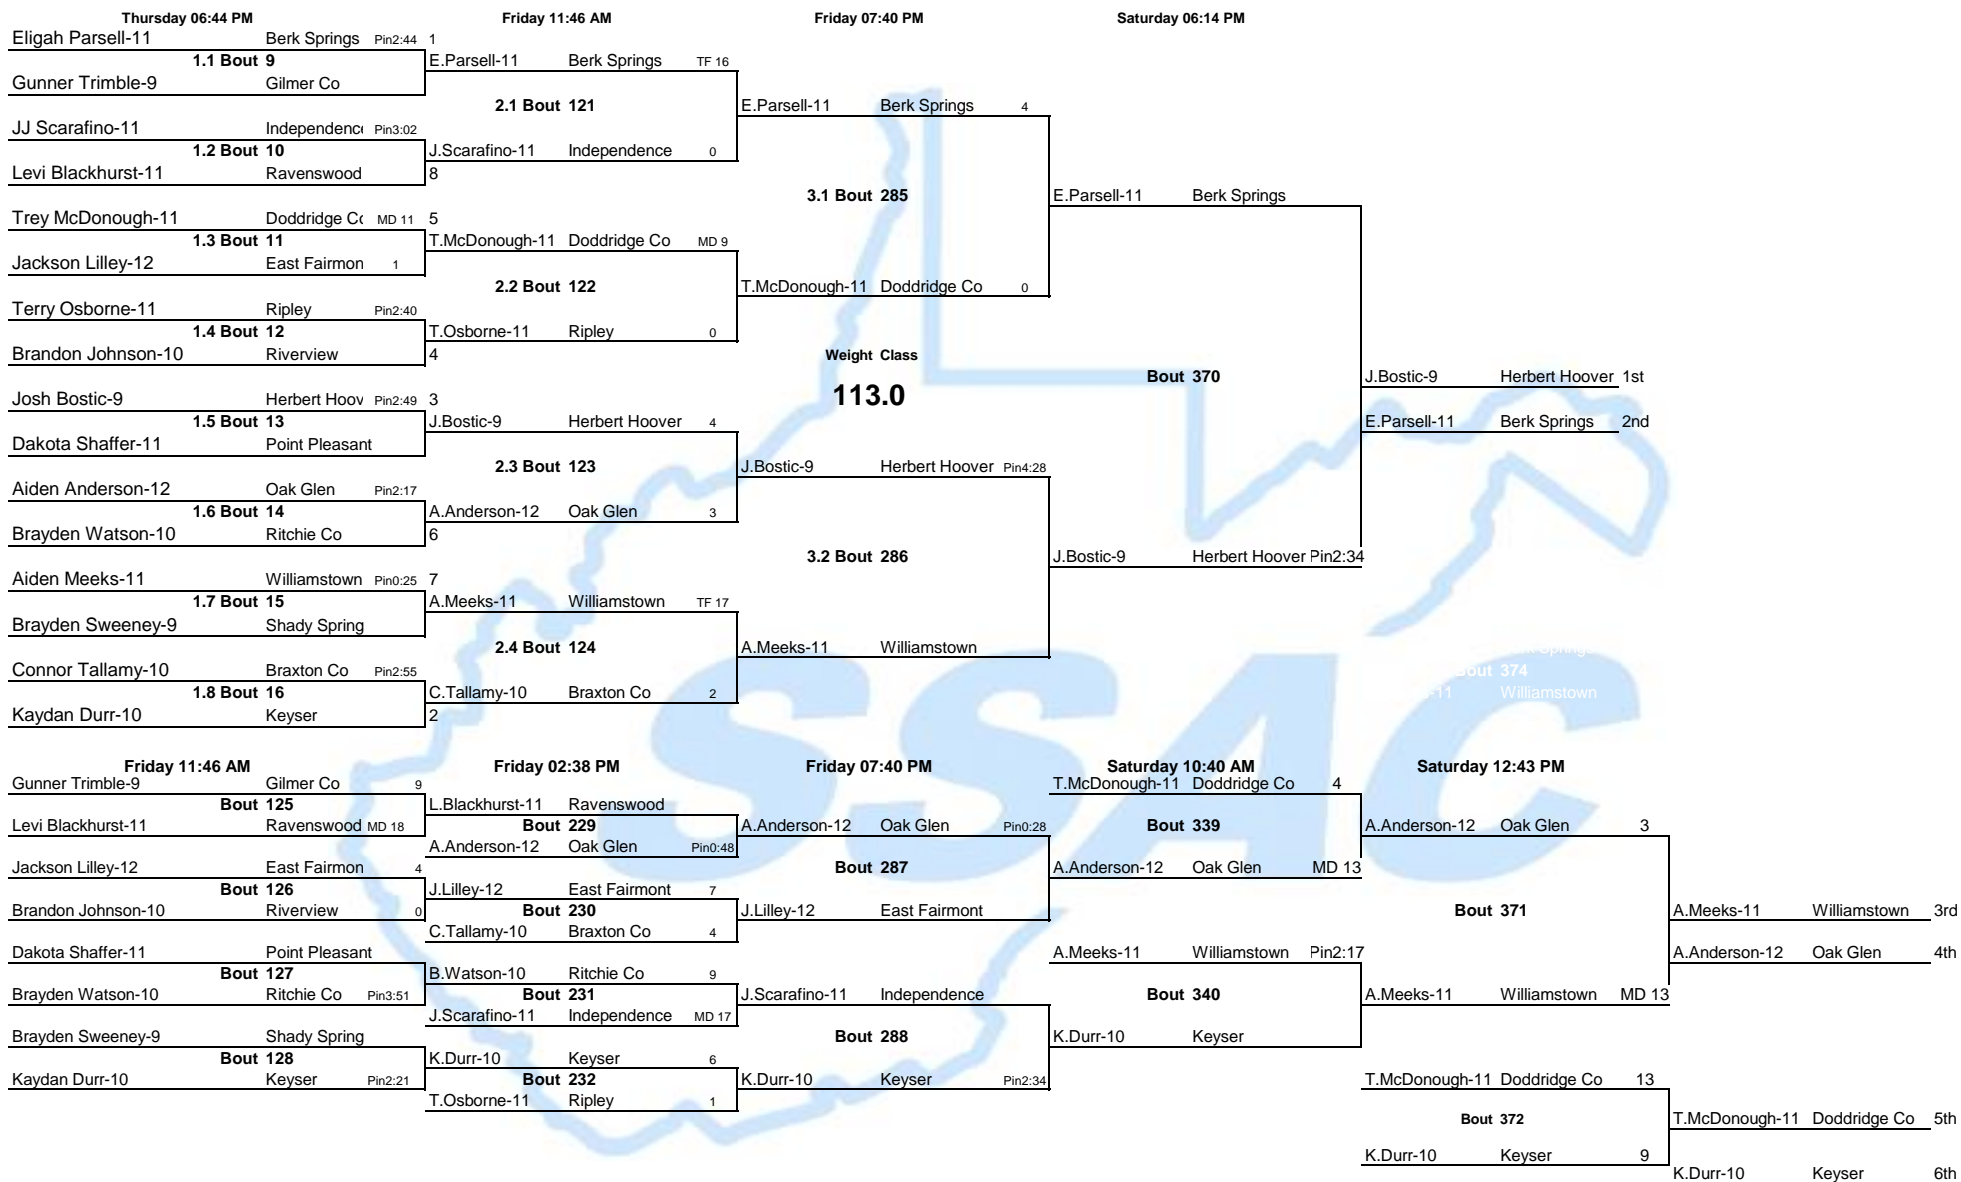 Thursday 06:44 PM Friday 11:46 AM Friday 07:40 PM Saturday 06:14 PM
Eligah Parsell-11 Berk Springs Pin2:44 1
1.1 Bout 9 E.Parsell-11 Berk Springs TF 16
Gunner Trimble-9 Gilmer Co
2.1 Bout 121 E.Parsell-11 Berk Springs 4
JJ Scarafino-11 Independence Pin3:02
1.2 Bout 10 J.Scarafino-11 Independence 0
Levi Blackhurst-11 Ravenswood 8
3.1 Bout 285 E.Parsell-11 Berk Springs
Trey McDonough-11 Doddridge Co MD 11 5
1.3 Bout 11 T.McDonough-11 Doddridge Co MD 9
Jackson Lilley-12 East Fairmon 1
2.2 Bout 122 T.McDonough-11 Doddridge Co 0
Terry Osborne-11 Ripley Pin2:40
1.4 Bout 12 T.Osborne-11 Ripley 0
Brandon Johnson-10 Riverview 4 Weight Class
Bout 370 J.Bostic-9 Herbert Hoover 1st
113.0
Josh Bostic-9 Herbert Hoov Pin2:49 3
1.5 Bout 13 J.Bostic-9 Herbert Hoover 4 E.Parsell-11 Berk Springs 2nd
Dakota Shaffer-11 Point Pleasant
2.3 Bout 123 J.Bostic-9 Herbert Hoover Pin4:28
Aiden Anderson-12 Oak Glen Pin2:17
1.6 Bout 14 A.Anderson-12 Oak Glen 3
Brayden Watson-10 Ritchie Co 6
3.2 Bout 286 J.Bostic-9 Herbert Hoover Pin2:34
Aiden Meeks-11 Williamstown Pin0:25 7
1.7 Bout 15 A.Meeks-11 Williamstown TF 17
Brayden Sweeney-9 Shady Spring
2.4 Bout 124 A.Meeks-11 Williamstown Springs
Connor Tallamy-10 Braxton Co Pin2:55 Bout 374
1.8 Bout 16 C.Tallamy-10 Braxton Co 2 -11 Williamstown
Kaydan Durr-10 Keyser 2
SSAC
Friday 11:46 AM Friday 02:38 PM Friday 07:40 PM Saturday 10:40 AM Saturday 12:43 PM
Gunner Trimble-9 Gilmer Co 9 T.McDonough-11 Doddridge Co 4
Bout 125 L.Blackhurst-11 Ravenswood
Levi Blackhurst-11 Ravenswood MD 18 Bout 229 A.Anderson-12 Oak Glen Pin0:28 Bout 339 A.Anderson-12 Oak Glen 3
A.Anderson-12 Oak Glen Pin0:48
Jackson Lilley-12 East Fairmon 4 Bout 287 A.Anderson-12 Oak Glen MD 13
Bout 126 J.Lilley-12 East Fairmont 7
Brandon Johnson-10 Riverview 0 Bout 230 J.Lilley-12 East Fairmont Bout 371 A.Meeks-11 Williamstown 3rd
C.Tallamy-10 Braxton Co 4
Dakota Shaffer-11 Point Pleasant A.Meeks-11 Williamstown Pin2:17 A.Anderson-12 Oak Glen 4th
Bout 127 B.Watson-10 Ritchie Co 9
Brayden Watson-10 Ritchie Co Pin3:51 Bout 231 J.Scarafino-11 Independence Bout 340 A.Meeks-11 Williamstown MD 13
J.Scarafino-11 Independence MD 17
Brayden Sweeney-9 Shady Spring Bout 288 K.Durr-10 Keyser
Bout 128 K.Durr-10 Keyser 6
Kaydan Durr-10 Keyser Pin2:21 Bout 232 K.Durr-10 Keyser Pin2:34 T.McDonough-11 Doddridge Co 13
T.Osborne-11 Ripley 1
Bout 372 T.McDonough-11 Doddridge Co 5th
K.Durr-10 Keyser 9
K.Durr-10 Keyser 6th